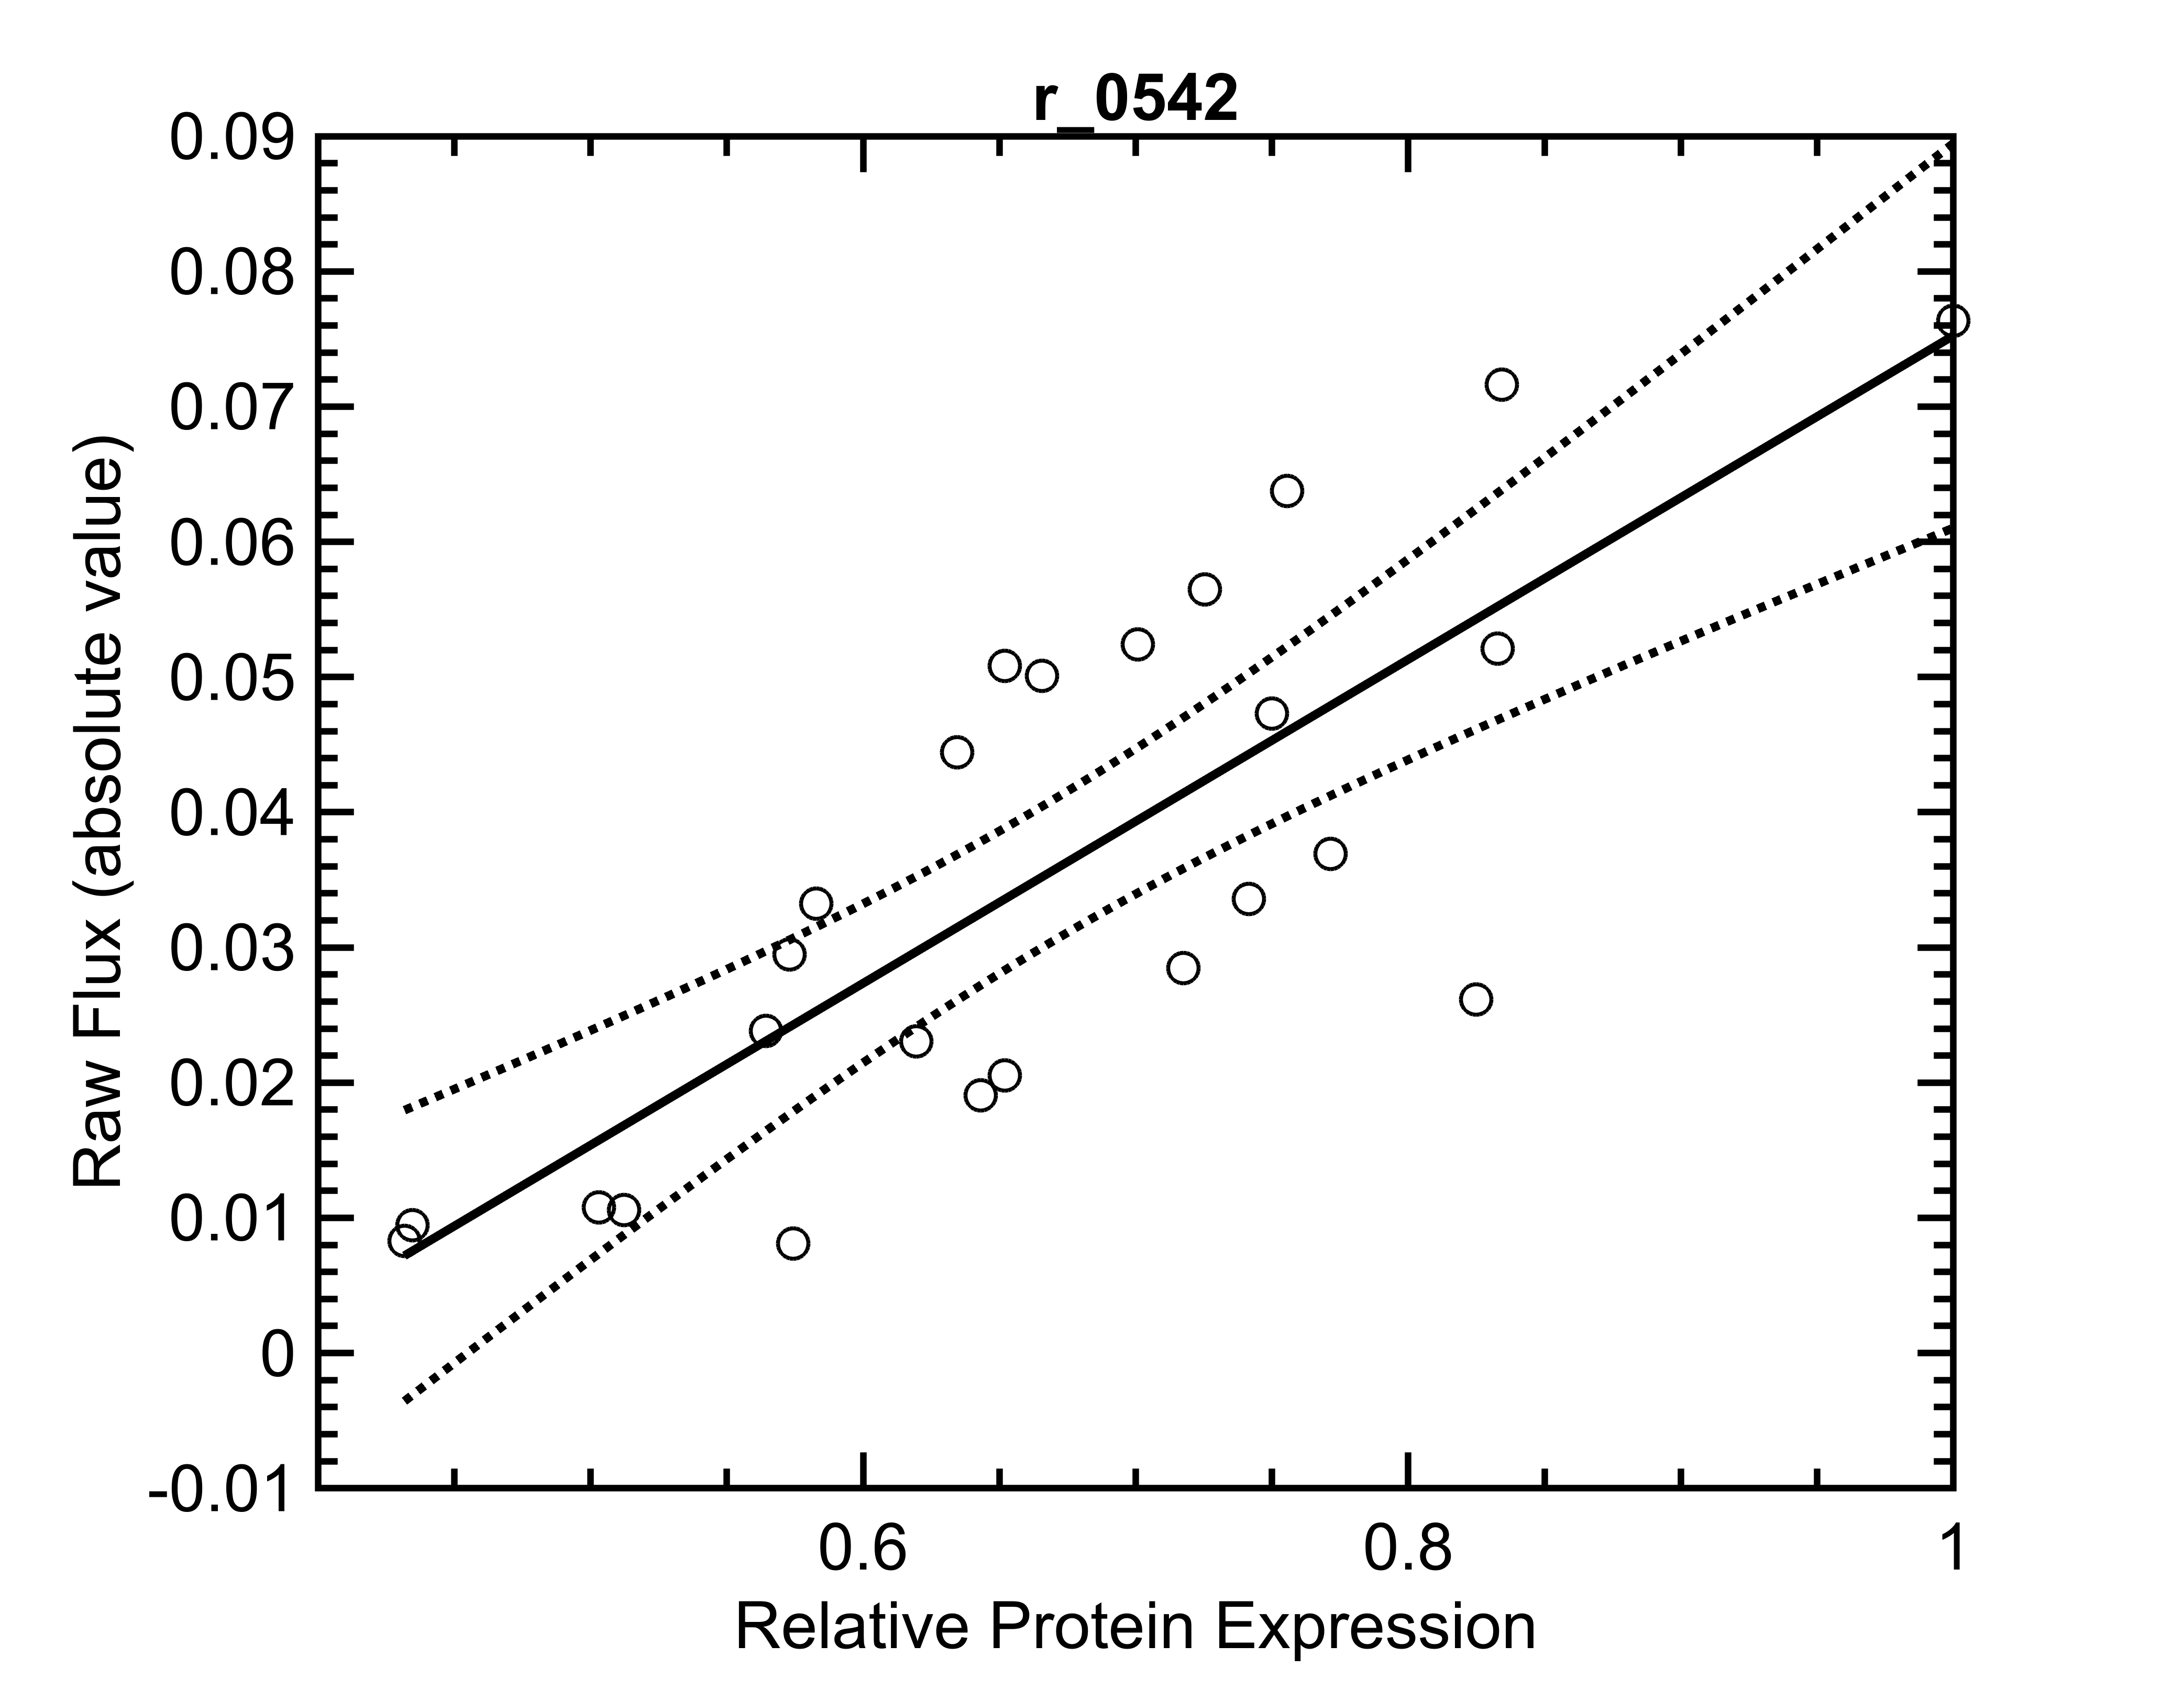 r_0542
0.09
0.08
0.07
0.06
0.05
0.04
0.03
0.02
0.01
0
-0.01
Raw Flux (absolute value)
0.6 0.8 1
Relative Protein Expression